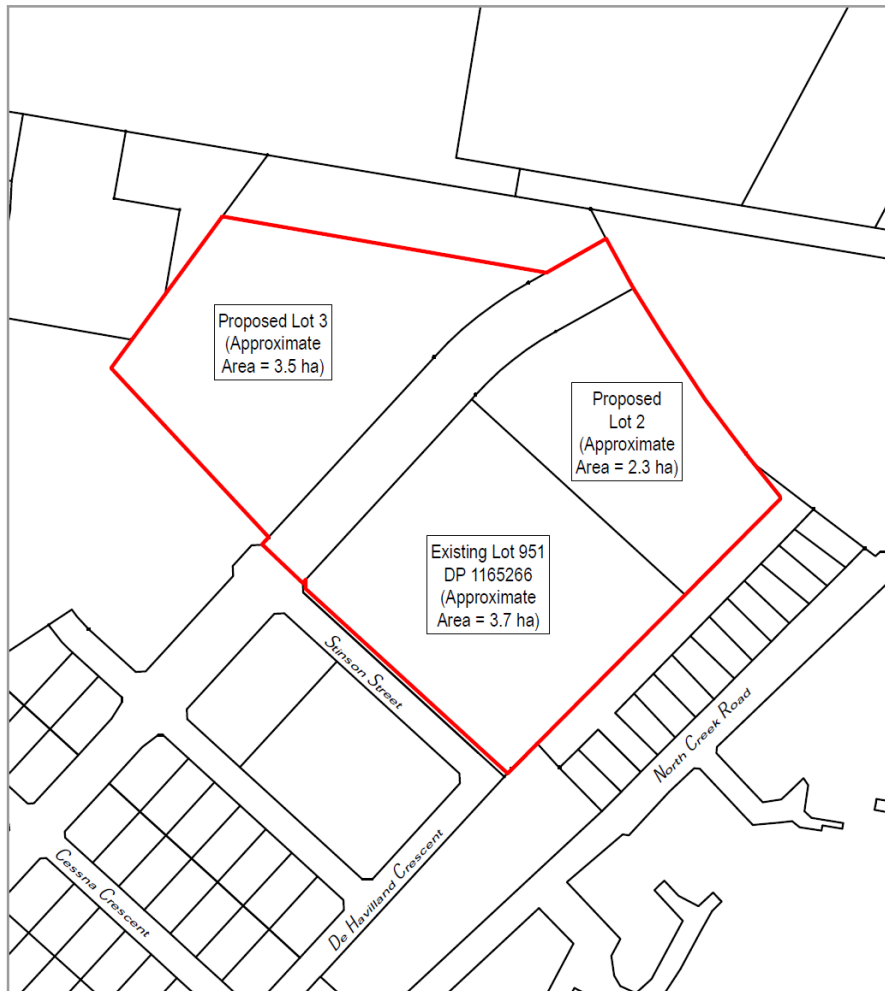 Proposed Lot 3
(Approximate
Area = 3.5 ha)
Proposed
Lot 2
(Approximate
Area = 2.3 ha)
Existing Lot 951
DP 1165266
(Approximate
Area = 3.7 ha)
Stinson Street
North Creek Road
De Havilland Crescent
Cessna Crescent